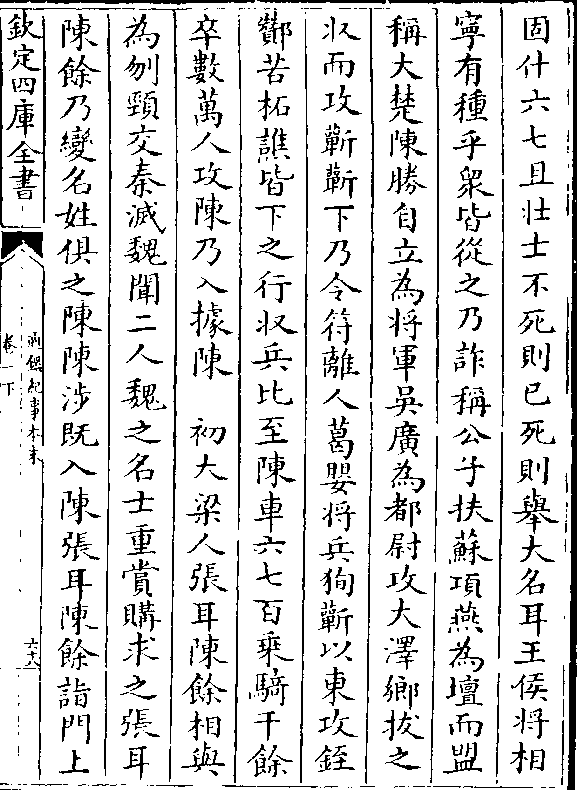 固什六七且壮士不死則已死則舉大名耳王侯将相
寧有種乎衆皆從之乃詐稱公子扶蘇項燕為壇而盟
稱大楚陳勝自立為将軍吳廣為都尉攻大澤鄉拔之
收而攻蘄蘄下乃令符離人葛嬰将兵狥蘄以東攻銍
酇苦柘譙皆下之行收兵比至陳車六七百乘騎千餘
卒數萬人攻陳乃入據陳　初大梁人張耳陳餘相與
為刎頸交秦滅魏聞二人魏之名士重賞購求之張耳
陳餘乃變名姓俱之陳陳涉既入陳張耳陳餘詣門上
欽定四庫全書
兩漢紀事本末
卷一下
六十八